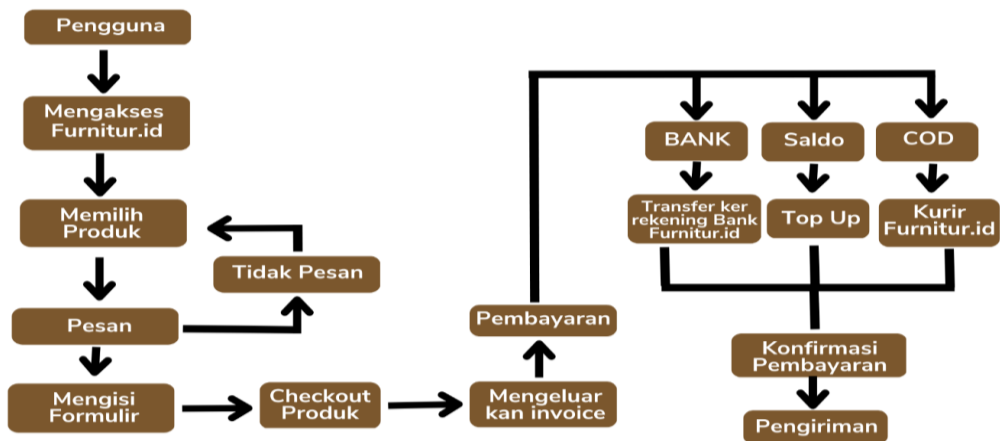 Pengguna
Mengakses
Furnitur.id
Memilih
Produk
Tidak Pesan
Pesan
Mengisi
Formulir
Checkout
Produk
Mengeluar
kan invoice
Pembayaran
BANK
Saldo
COD
Transfer ker
rekening Bank
Furnitur.id
Top Up
Kurir
Furnitur.id
Konfirmasi
Pembayaran
Pengiriman